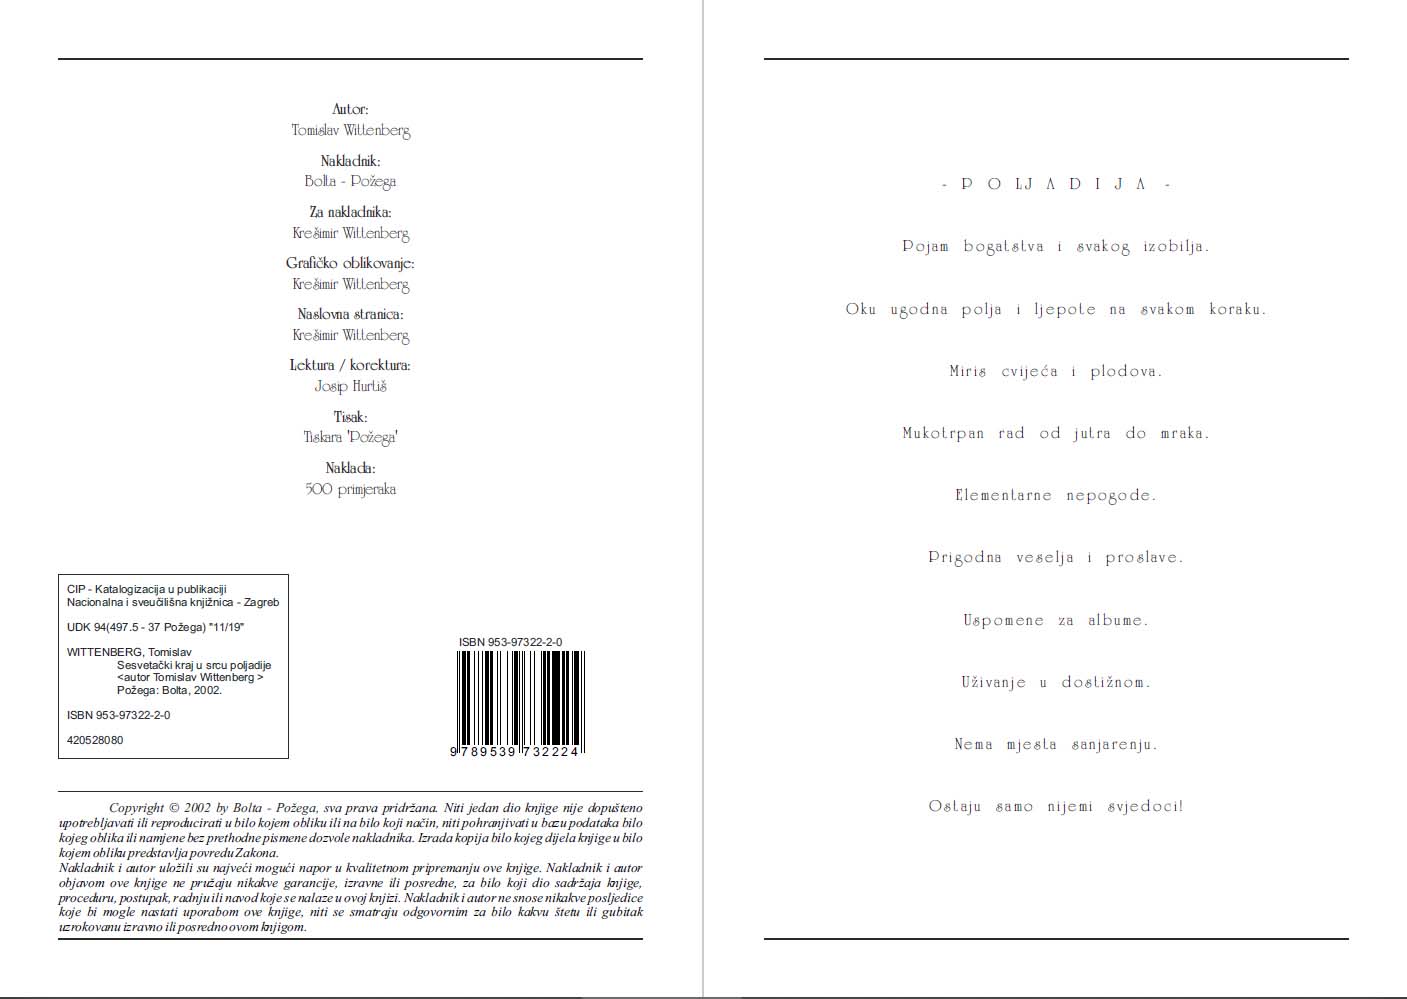 Autor:
Tomislav Wittenberg
Nakladnik:
Bolta - Požega
Za nakladnika:
Krešimir Wittenberg
Grafičko oblikovanje:
Krešimir Wittenberg
Naslovna stranica:
Krešimir Wittenberg
Lektura / korektura:
Josip Hurtiš
Tisak:
Tiskara 'Požega'
Naklada:
500 primjeraka
CIP - Katalogizacija u publikaciji
Nacionalna i sveučilišna knjižnica - Zagreb
UDK 94(497.5 - 37 Požega) "11/19"
WITTENBERG, Tomislav
Sesvetački kraj u srcu poljadije
<autor Tomislav Wittenberg >
Požega: Bolta, 2002.
ISBN 953-97322-2-0
420528080
ISBN 953-97322-2-0
9 789539 732224
Copyright © 2002 by Bolta - Požega, sva prava pridržana. Niti jedan dio knjige nije dopušteno
upotrebljavati ili reproducirati u bilo kojem obliku ili na bilo koji način, niti pohranjivati u bazu podataka bilo
kojeg oblika ili namjene bez prethodne pismene dozvole nakladnika. Izrada kopija bilo kojeg dijela knjige u bilo
kojem obliku predstavlja povredu Zakona.
Nakladnik i autor uložili su najveći mogući napor u kvalitetnom pripremanju ove knjige. Nakladnik i autor
objavom ove knjige ne pružaju nikakve garancije, izravne ili posredne, za bilo koji dio sadržaja knjige,
proceduru, postupak, radnju ili navod koje se nalaze u ovoj knjizi. Nakladnik i autor ne snose nikakve posljedice
koje bi mogle nastati uporabom ove knjige, niti se smatraju odgovornim za bilo kakvu štetu ili gubitak
uzrokovanu izravno ili posredno ovom knjigom.
- P O LJ A D I J A -
Pojam bogatstva i svakog izobilja.
Oku ugodna polja i ljepote na svakom koraku.
Miris cvijeća i plodova.
Mukotrpan rad od jutra do mraka.
Elementarne nepogode.
Prigodna veselja i proslave.
Uspomene za albume.
Uživanje u dostižnom.
Nema mjesta sanjarenju.
Ostaju samo nijemi svjedoci!